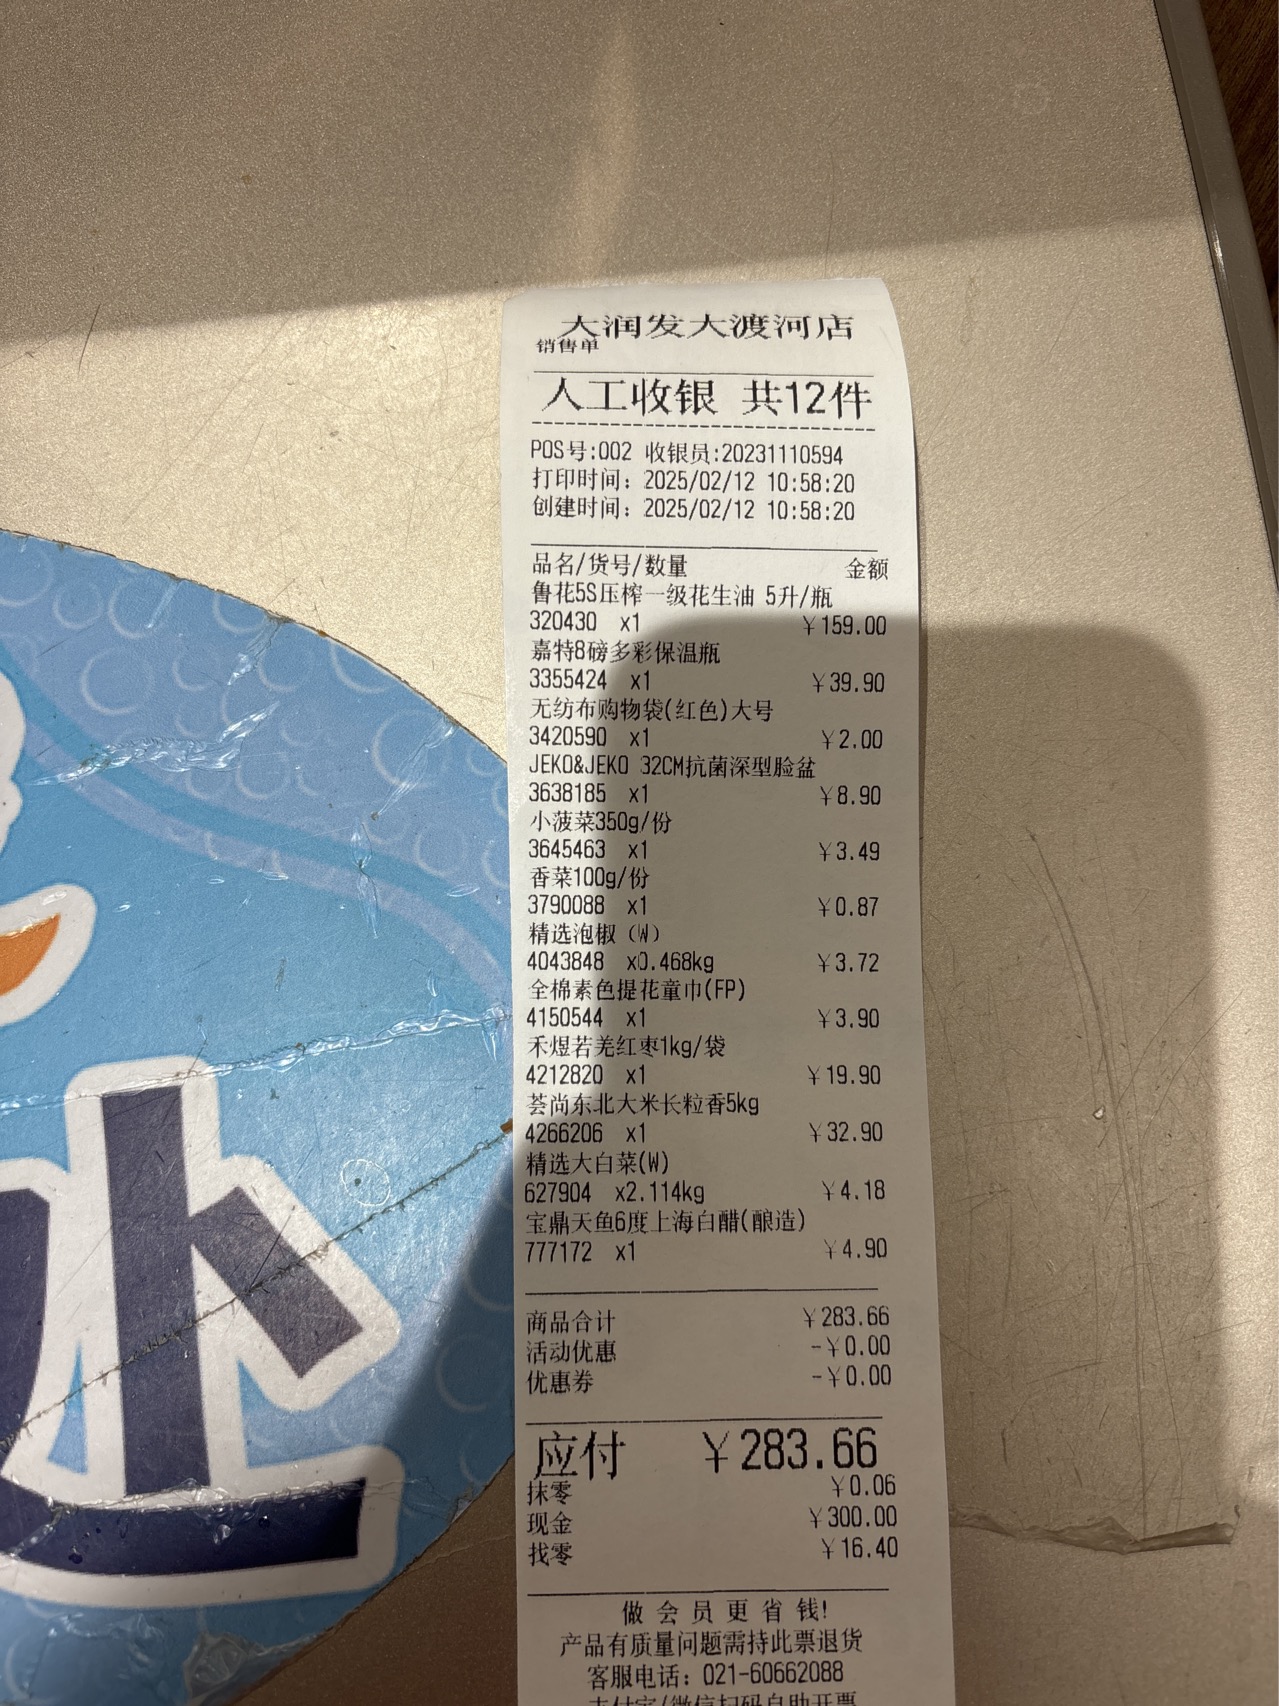 大润发大渡河店
销售单
人工收银 共12件
POS号:002 收银员:20231110594
打印时间: 2025/02/12 10:58:20
创建时间: 2025/02/12 10:58:20
品名/货号/数量 金额
鲁花5S压榨一级花生油 5升/瓶
320430 x1 ￥159.00
嘉特8磅多彩保温瓶
3355424 x1 ￥39.90
无纺布购物袋(红色)大号
3420590 x1 ￥2.00
JEKO&JEKO 32CM抗菌深型脸盆
3638185 x1 ￥8.90
小菠菜350g/份
3645463 x1 ￥3.49
香菜100g/份
3790088 x1 ￥0.87
精选泡椒（W）
4043848 x0.468kg ￥3.72
全棉素色提花童巾(FP)
4150544 x1 ￥3.90
禾煜若羌红枣1kg/袋
4212820 x1 ￥19.90
荟尚东北大米长粒香5kg
4266206 x1 ￥32.90
精选大白菜(W)
627904 x2.114kg ￥4.18
宝鼎天鱼6度上海白醋(酿造)
777172 x1 ￥4.90
商品合计 ￥283.66
活动优惠 -￥0.00
优惠券 -￥0.00
应付 ￥283.66
抹零 ￥0.06
现金 ￥300.00
找零 ￥16.40
做会员更省钱!
产品有质量问题需持此票退货
客服电话: 021-60662088
支付宝/微信扫码自助开票